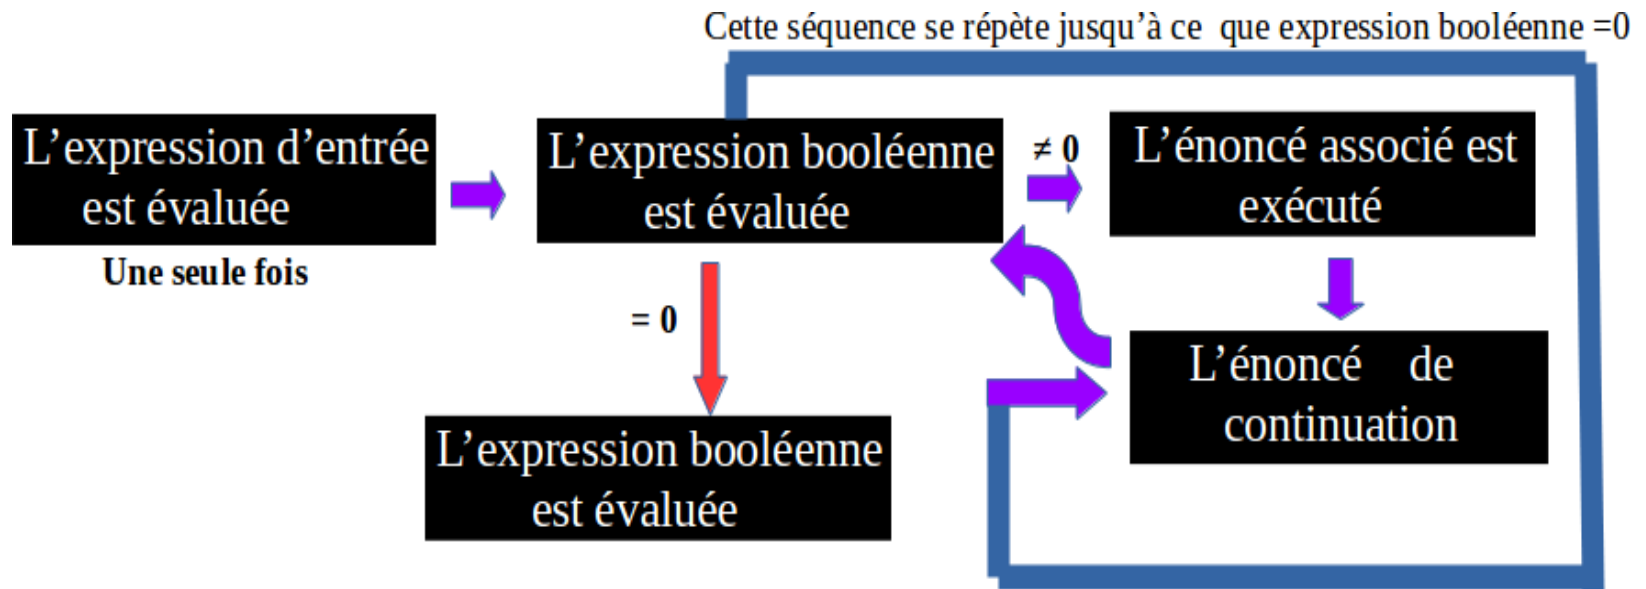 Cette séquence se répète jusqu’à ce que expression booléenne =0
L’expression d’entrée
est évaluée
Une seule fois
L’expression booléenne
est évaluée
≠ 0
L’énoncé associé est
exécuté
= 0
L’énoncé de
continuation
L’expression booléenne
est évaluée